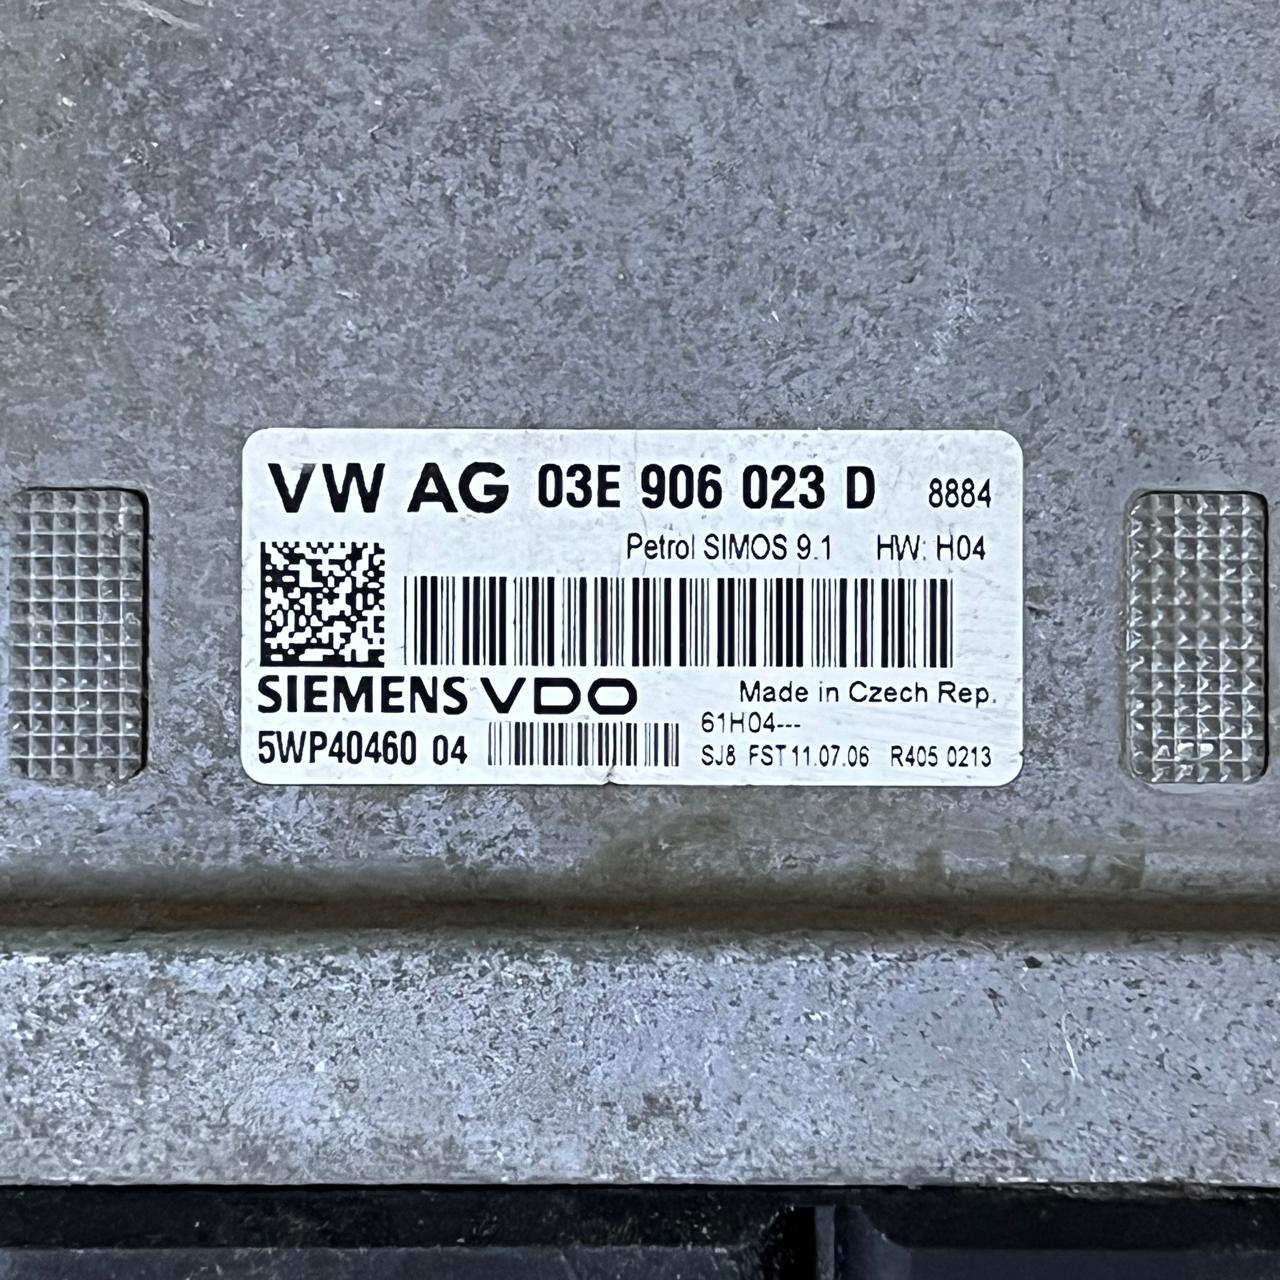 VW AG 03E 906 023 D 8884
Petrol SIMOS 9.1 HW: H04
SIEMENS VDO Made in Czech Rep.
61H04---
5WP40460 04 SJ8 FST 11.07.06 R405 0213